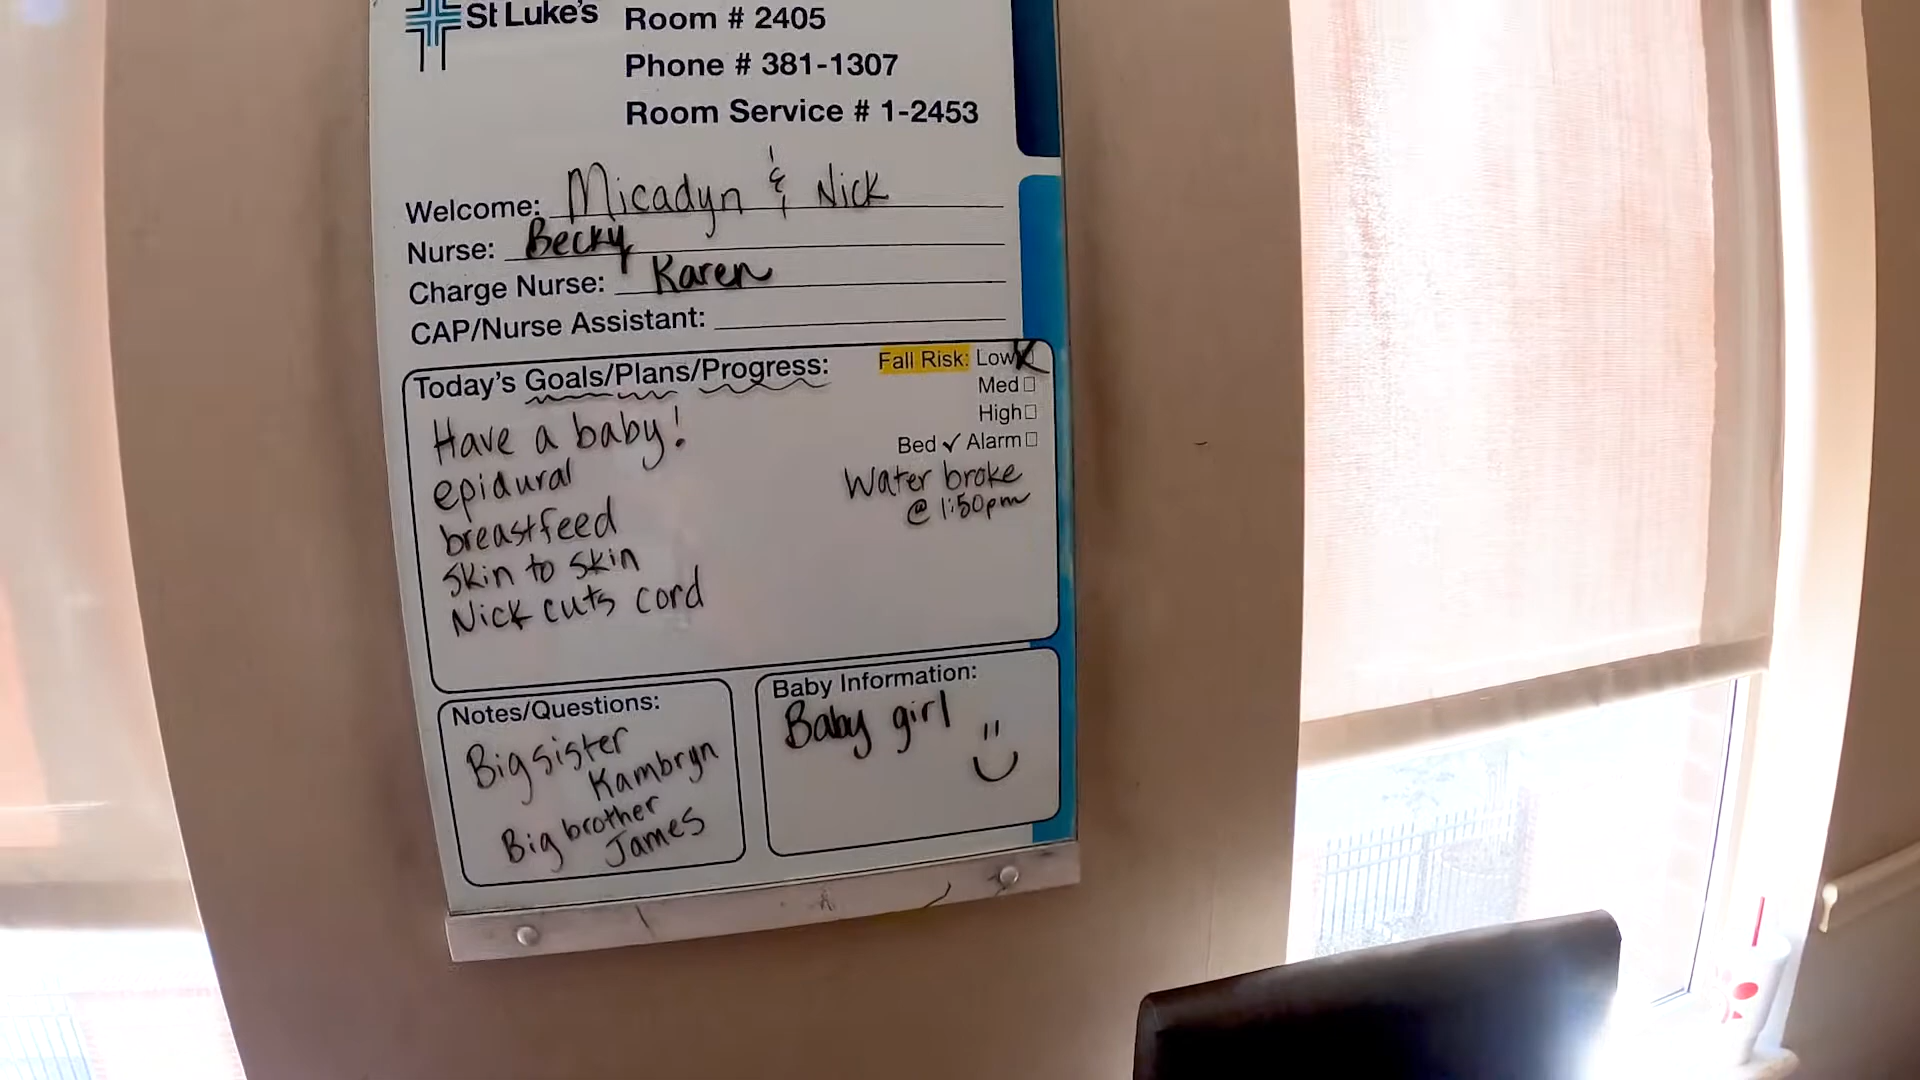 St Luke's
Room # 2405
Phone # 381-1307
Room Service # 1-2453
Welcome: Micadyn & Nick
Nurse: Becky
Charge Nurse: Karen
CAP/Nurse Assistant:
Today's Goals/Plans/Progress:
Have a baby!
epidural
breastfeed
skin to skin
Nick cuts cord
Fall Risk: Low
Med
High
Bed ✓ Alarm
Water broke
@ 1:50pm
Notes/Questions:
Big sister
Kambryn
Big brother
James
Baby Information:
Baby girl